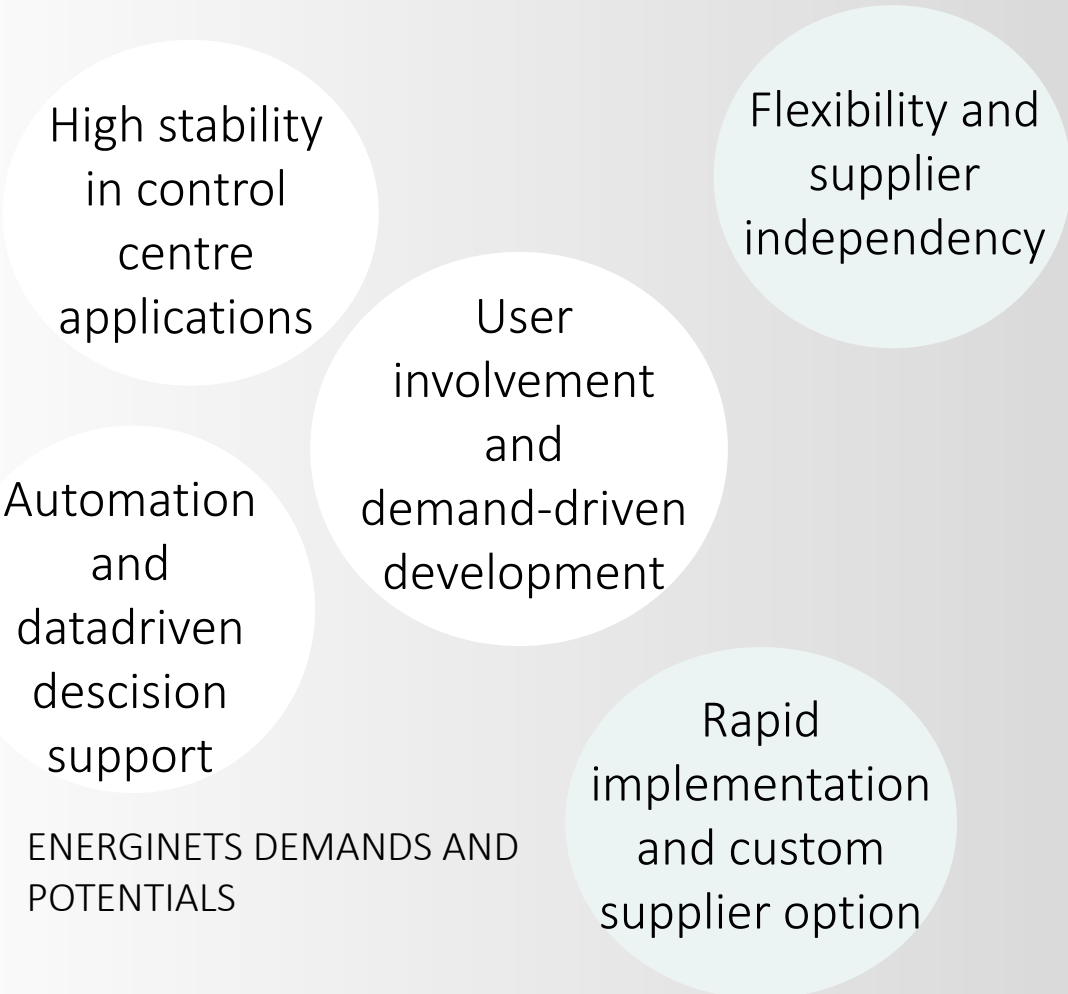 High stability
in control
centre
applications
Flexibility and
supplier
independency
User
involvement
and
demand-driven
development
Automation
and
datadriven
descision
support
Rapid
implementation
and custom
supplier option
ENERGINETS DEMANDS AND
POTENTIALS